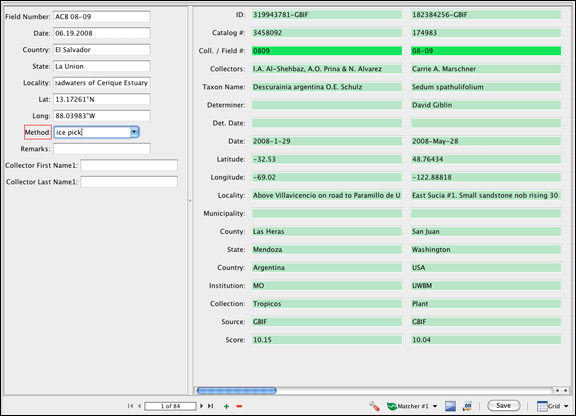 Field Number: ACB 08-09
Date: 06.19.2008
Country: El Salvador
State: La Union
Locality: eadwaters of Cerique Estuary
Lat: 13.17261°N
Long: 88.03983°W
Method: ice pick
Remarks:
Collector First Name1:
Collector Last Name1:
ID: 319943781-GBIF 182384256-GBIF
Catalog #: 3458092 174983
Coll. / Field #: 0809 08-09
Collectors: I.A. Al-Shehbaz, A.O. Prina & N. Alvarez Carrie A. Marschner
Taxon Name: Descurainia argentina O.E. Schulz Sedum spathulifolium
Determiner: David Giblin
Det. Date:
Date: 2008-1-29 2008-May-28
Latitude: -32.53 48.76434
Longitude: -69.02 -122.88818
Locality: Above Villavicencio on road to Paramillo de U East Sucia #1. Small sandstone nob rising 30
Municipality:
County: Las Heras San Juan
State: Mendoza Washington
Country: Argentina USA
Institution: MO UWBM
Collection: Tropicos Plant
Source: GBIF GBIF
Score: 10.15 10.04
1 of 84 Matcher #1 Save Grid